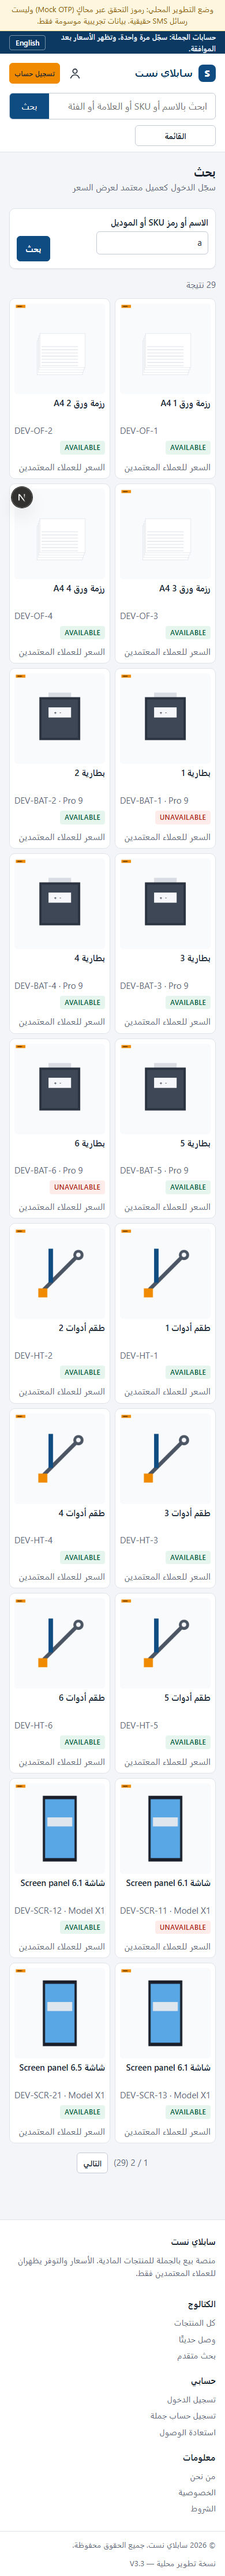 وضع التطوير المحلي: رموز التحقق عبر محاكٍ (Mock OTP) وليست
رسائل SMS حقيقية. بيانات تجريبية موسومة فقط.
حسابات الجملة: سجّل مرة واحدة، وتظهر الأسعار بعد
الموافقة.
English
S سابلاي نست
تسجيل حساب
ابحث بالاسم أو SKU أو العلامة أو الفئة
بحث
القائمة
بحث
سجّل الدخول كعميل معتمد لعرض السعر
الاسم أو رمز SKU أو الموديل
a
بحث
29 نتيجة
رزمة ورق A4 1
DEV-OF-1
AVAILABLE
السعر للعملاء المعتمدين
رزمة ورق A4 2
DEV-OF-2
AVAILABLE
السعر للعملاء المعتمدين
N
رزمة ورق A4 3
DEV-OF-3
AVAILABLE
السعر للعملاء المعتمدين
رزمة ورق A4 4
DEV-OF-4
AVAILABLE
السعر للعملاء المعتمدين
بطارية 1
DEV-BAT-1 · Pro 9
UNAVAILABLE
السعر للعملاء المعتمدين
بطارية 2
DEV-BAT-2 · Pro 9
AVAILABLE
السعر للعملاء المعتمدين
بطارية 3
DEV-BAT-3 · Pro 9
AVAILABLE
السعر للعملاء المعتمدين
بطارية 4
DEV-BAT-4 · Pro 9
AVAILABLE
السعر للعملاء المعتمدين
بطارية 5
DEV-BAT-5 · Pro 9
AVAILABLE
السعر للعملاء المعتمدين
بطارية 6
DEV-BAT-6 · Pro 9
UNAVAILABLE
السعر للعملاء المعتمدين
طقم أدوات 1
DEV-HT-1
AVAILABLE
السعر للعملاء المعتمدين
طقم أدوات 2
DEV-HT-2
AVAILABLE
السعر للعملاء المعتمدين
طقم أدوات 3
DEV-HT-3
AVAILABLE
السعر للعملاء المعتمدين
طقم أدوات 4
DEV-HT-4
AVAILABLE
السعر للعملاء المعتمدين
طقم أدوات 5
DEV-HT-5
AVAILABLE
السعر للعملاء المعتمدين
طقم أدوات 6
DEV-HT-6
AVAILABLE
السعر للعملاء المعتمدين
شاشة Screen panel 6.1
DEV-SCR-11 · Model X1
UNAVAILABLE
السعر للعملاء المعتمدين
شاشة Screen panel 6.1
DEV-SCR-12 · Model X1
AVAILABLE
السعر للعملاء المعتمدين
شاشة Screen panel 6.1
DEV-SCR-13 · Model X1
AVAILABLE
السعر للعملاء المعتمدين
شاشة Screen panel 6.5
DEV-SCR-21 · Model X1
AVAILABLE
السعر للعملاء المعتمدين
1 / 2 (29)
التالي
سابلاي نست
منصة بيع بالجملة للمنتجات المادية. الأسعار والتوفر يظهران
للعملاء المعتمدين فقط.
الكتالوج
كل المنتجات
وصل حديثًا
بحث متقدم
حسابي
تسجيل الدخول
تسجيل حساب جملة
استعادة الوصول
معلومات
من نحن
الخصوصية
الشروط
© 2026 سابلاي نست. جميع الحقوق محفوظة.
نسخة تطوير محلية — V3.3